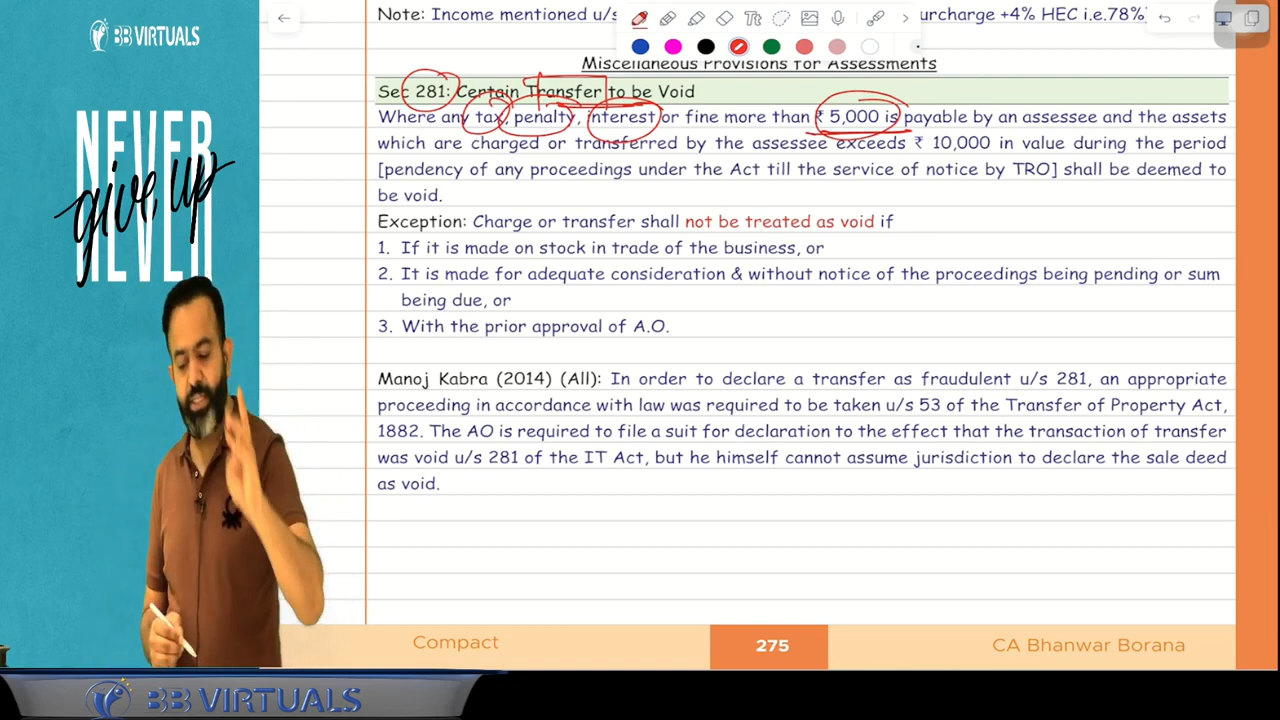 BB VIRTUALS
Note: Income mentioned u/s
urcharge +4% HEC i.e.78%
Tt
Miscellaneous Provisions for Assessments
Sec 281: Certain Transfer to be Void
Where any tax, penalty, interest or fine more than ₹ 5,000 is payable by an assessee and the assets
which are charged or transferred by the assessee exceeds ₹ 10,000 in value during the period
[pendency of any proceedings under the Act till the service of notice by TRO] shall be deemed to
be void.
Exception: Charge or transfer shall not be treated as void if
1. If it is made on stock in trade of the business, or
2. It is made for adequate consideration & without notice of the proceedings being pending or sum
being due, or
3. With the prior approval of A.O.
Manoj Kabra (2014) (All): In order to declare a transfer as fraudulent u/s 281, an appropriate
proceeding in accordance with law was required to be taken u/s 53 of the Transfer of Property Act,
1882. The AO is required to file a suit for declaration to the effect that the transaction of transfer
was void u/s 281 of the IT Act, but he himself cannot assume jurisdiction to declare the sale deed
as void.
NEVER
give up
NEVER
Compact
275
CA Bhanwar Borana
BB VIRTUALS